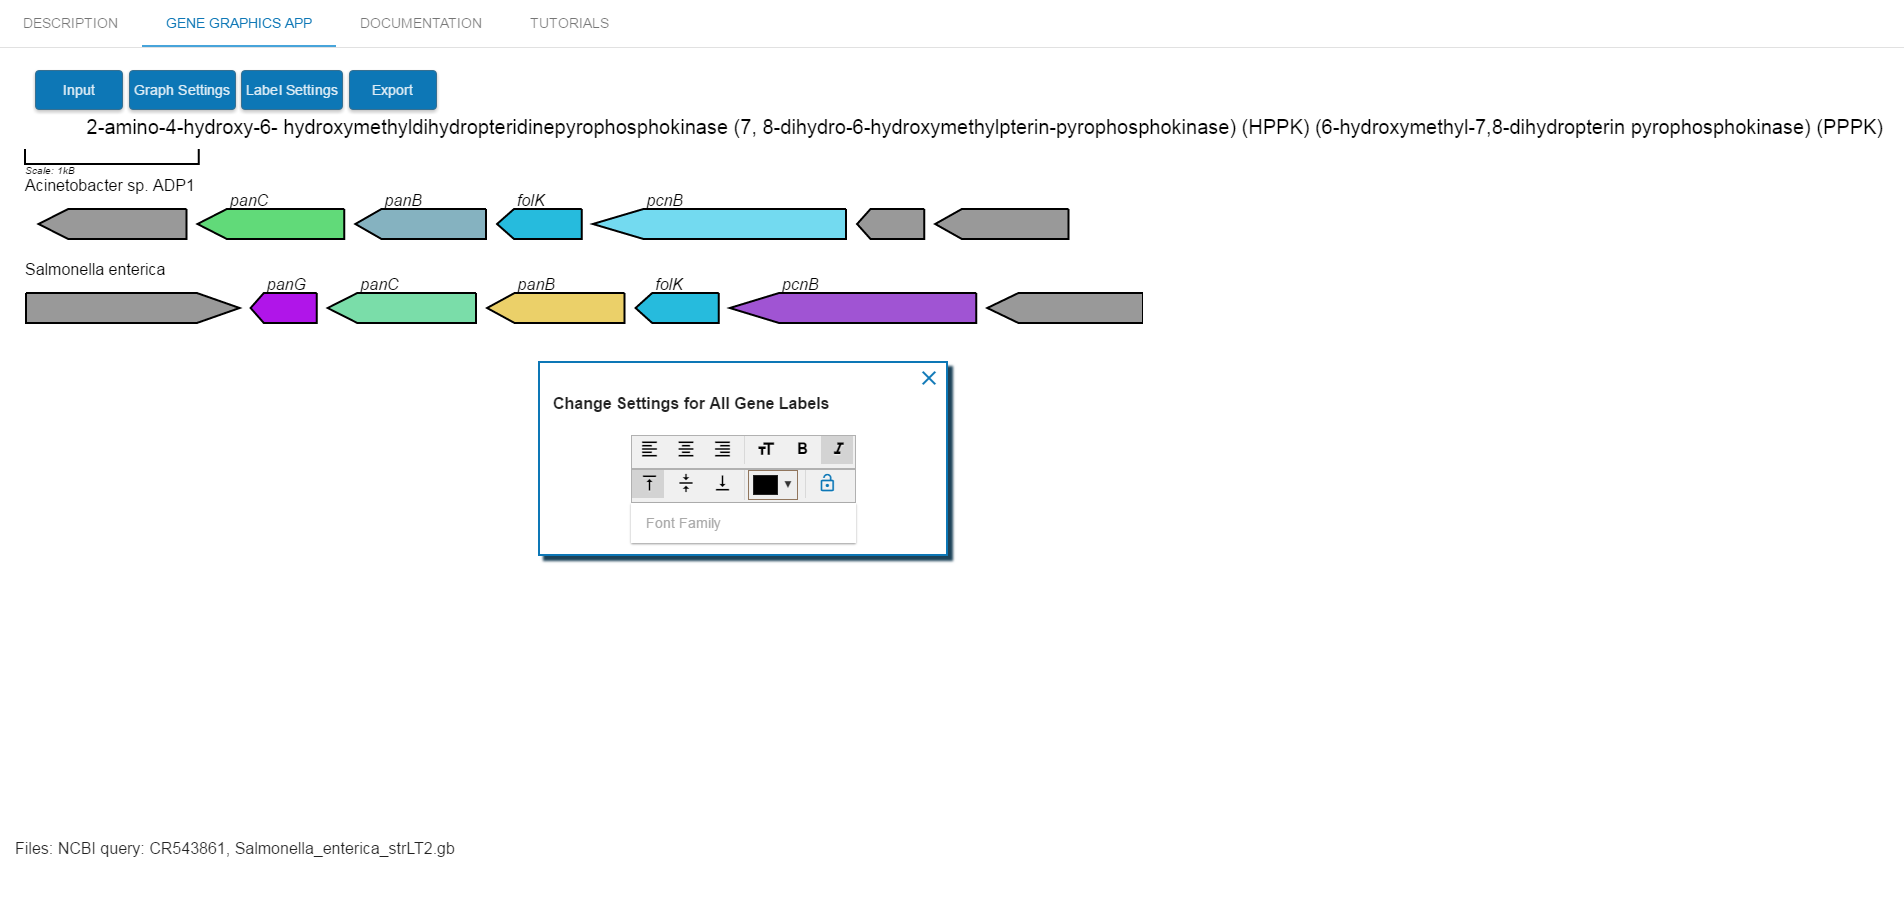 DESCRIPTION GENE GRAPHICS APP DOCUMENTATION TUTORIALS
Input Graph Settings Label Settings Export
2-amino-4-hydroxy-6- hydroxymethyldihydropteridinepyrophosphokinase (7, 8-dihydro-6-hydroxymethylpterin-pyrophosphokinase) (HPPK) (6-hydroxymethyl-7,8-dihydropterin pyrophosphokinase) (PPPK)
Scale: 1kB
Acinetobacter sp. ADP1
panC panB folK pcnB
Salmonella enterica
panG panC panB folK pcnB
Change Settings for All Gene Labels
TT B I
Font Family
Files: NCBI query: CR543861, Salmonella_enterica_strLT2.gb